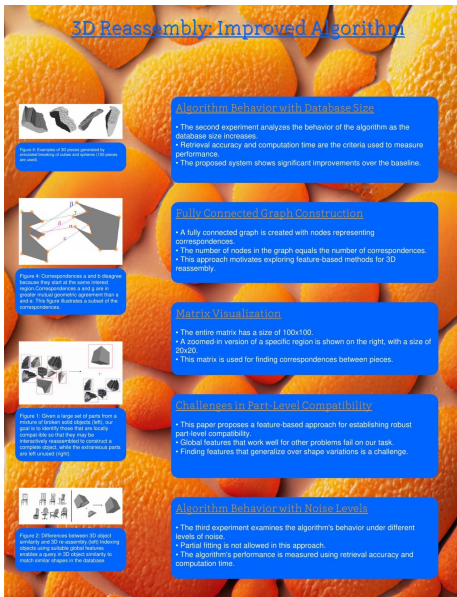 3D Reassembly: Improved Algorithm
Algorithm Behavior with Database Size
• The second experiment analyzes the behavior of the algorithm as the
database size increases.
• Retrieval accuracy and computation time are the criteria used to measure
performance.
• The proposed system shows significant improvements over the baseline.
Examples of 3D pieces generated by
breaking of cubes and spheres (100 pieces
are used).
Fully Connected Graph Construction
• A fully connected graph is created with nodes representing
correspondences.
• The number of nodes in the graph equals the number of correspondences.
• This approach motivates exploring feature-based methods for 3D
reassembly.
Figure 4: Correspondences a and b disagree
because they start at the same interest
region.Correspondences a and g are in
greater mutual geometric agreement than a
and e. This figure illustrates a subset of the
correspondences.
Matrix Visualization
• The entire matrix has a size of 100x100.
• A zoomed-in version of a specific region is shown on the right, with a size of
20x20.
• This matrix is used for finding correspondences between pieces.
Figure 1: Given a large set of parts from a
mixture of broken solid objects (left), our
goal is to identify those that are locally
compatible so that they may be
interactively reassembled to construct a
complete object, while the extraneous parts
are left unused (right).
Challenges in Part-Level Compatibility
• This paper proposes a feature-based approach for establishing robust
part-level compatibility.
• Global features that work well for other problems fail on our task.
• Finding features that generalize over shape variations is a challenge.
Figure 2: Differences between 3D object
similarity and 3D re-assembly.(left) Indexing
objects using suitable global features
enables a query in 3D object similarity to
match similar shapes in the database
Algorithm Behavior with Noise Levels
• The third experiment examines the algorithm's behavior under different
levels of noise.
• Partial fitting is not allowed in this approach.
• The algorithm's performance is measured using retrieval accuracy and
computation time.